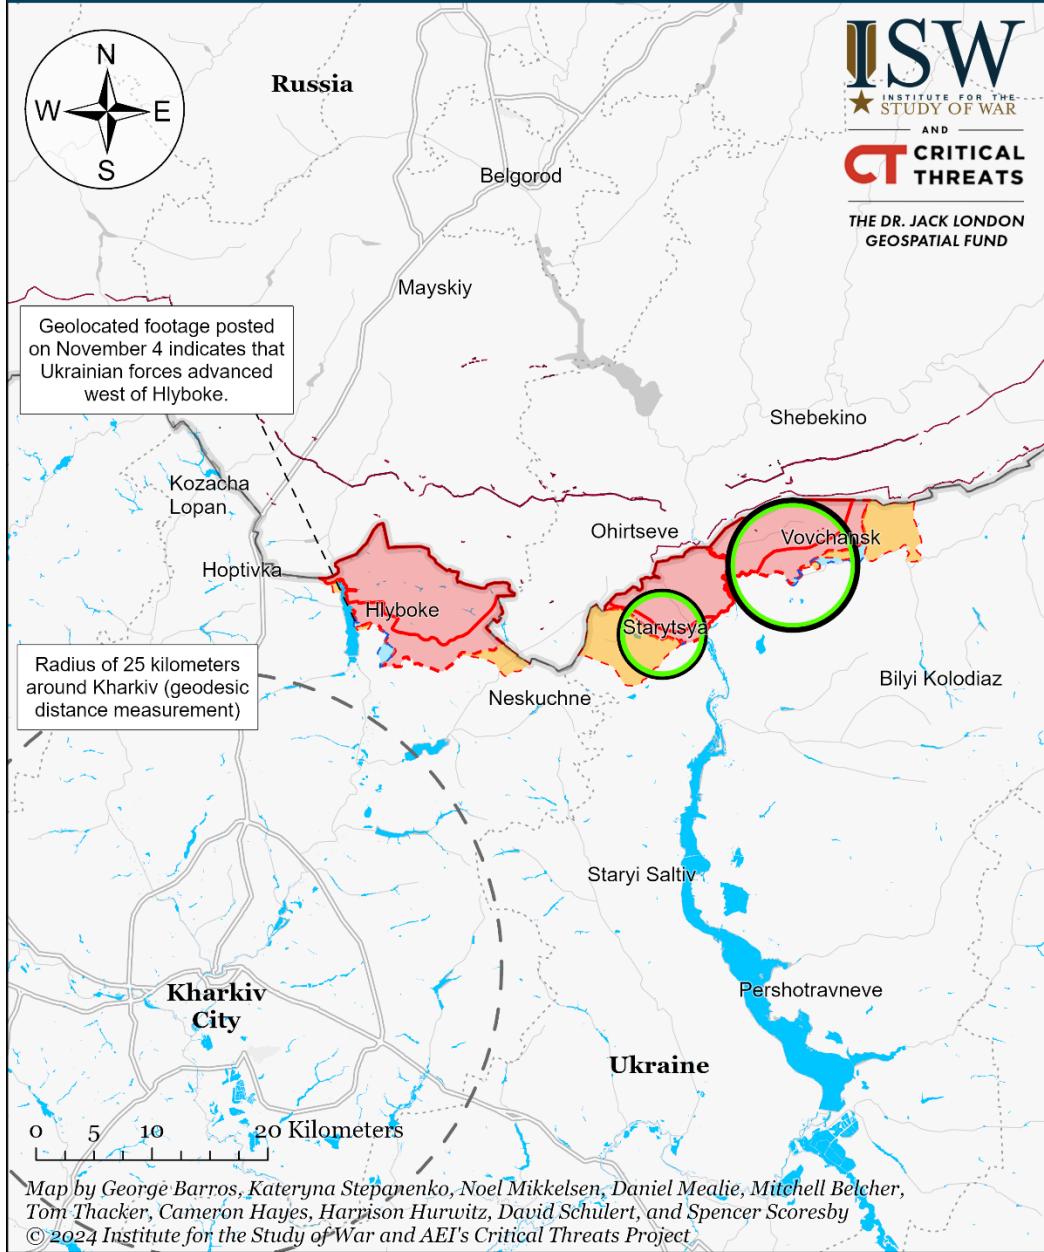 N
W E
S
Russia
ISW
INSTITUTE FOR THE
STUDY OF WAR
AND
CT CRITICAL
THREATS
THE DR. JACK LONDON
GEOSPATIAL FUND
Belgorod
Mayskiy
Geolocated footage posted
on November 4 indicates that
Ukrainian forces advanced
west of Hlyboke.
Shebekino
Kozacha
Lopan
Ohirtseve
Vovchansk
Hoptivka
Hlyboke
Starytsya
Radius of 25 kilometers
around Kharkiv (geodesic
distance measurement)
Neskuchne
Bilyi Kolodiaz
Staryi Saltiv
Kharkiv
City
Pershotravneve
Ukraine
0 5 10 20 Kilometers
Map by George Barros, Kateryna Stepanenko, Noel Mikkelsen, Daniel Mealie, Mitchell Belcher,
Tom Thacker, Cameron Hayes, Harrison Hurwitz, David Schulert, and Spencer Scoresby
© 2024 Institute for the Study of War and AEI's Critical Threats Project